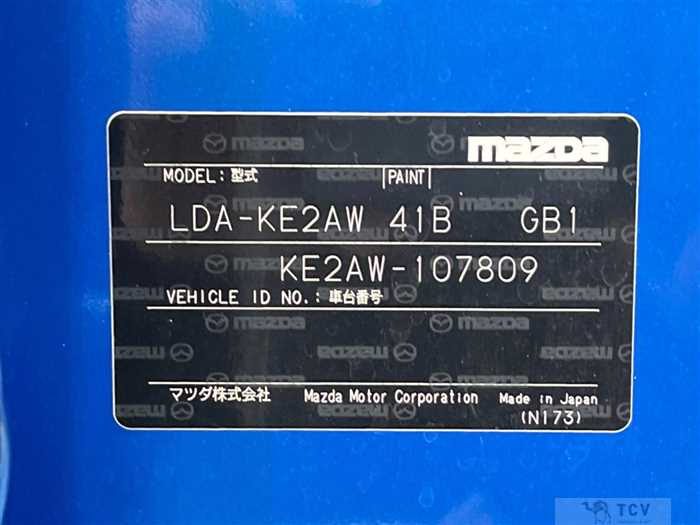 mazda
MODEL:型式 PAINT
LDA-KE2AW 41B GB1
KE2AW-107809
VEHICLE ID NO.:車台番号
マツダ株式会社 Mazda Motor Corporation Made in Japan
(N173)
TCV